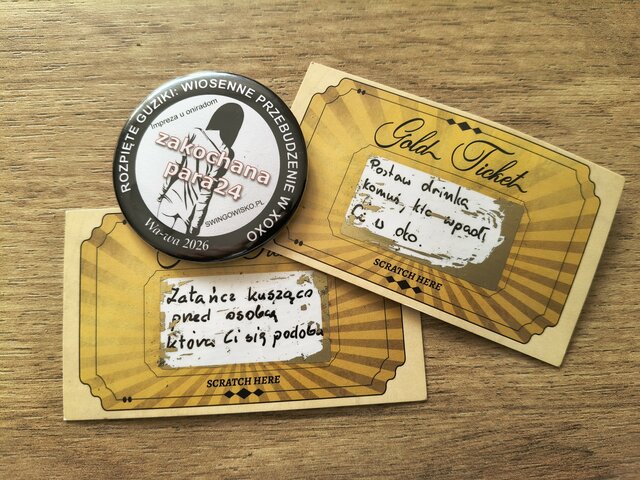 ROZPIĘTE GUZIKI: WIOSENNE PRZEBUDZENIE W XOXO
Impreza u oniradom
zakochana
para24
SWINGOWISKO.PL
Wa-wa 2026
Gold Ticket
Postaw drinka
komuś, kto wpadł
Ci w oko
SCRATCH HERE
Zatańcz kusząco
przed osobą
która Ci się podoba
SCRATCH HERE